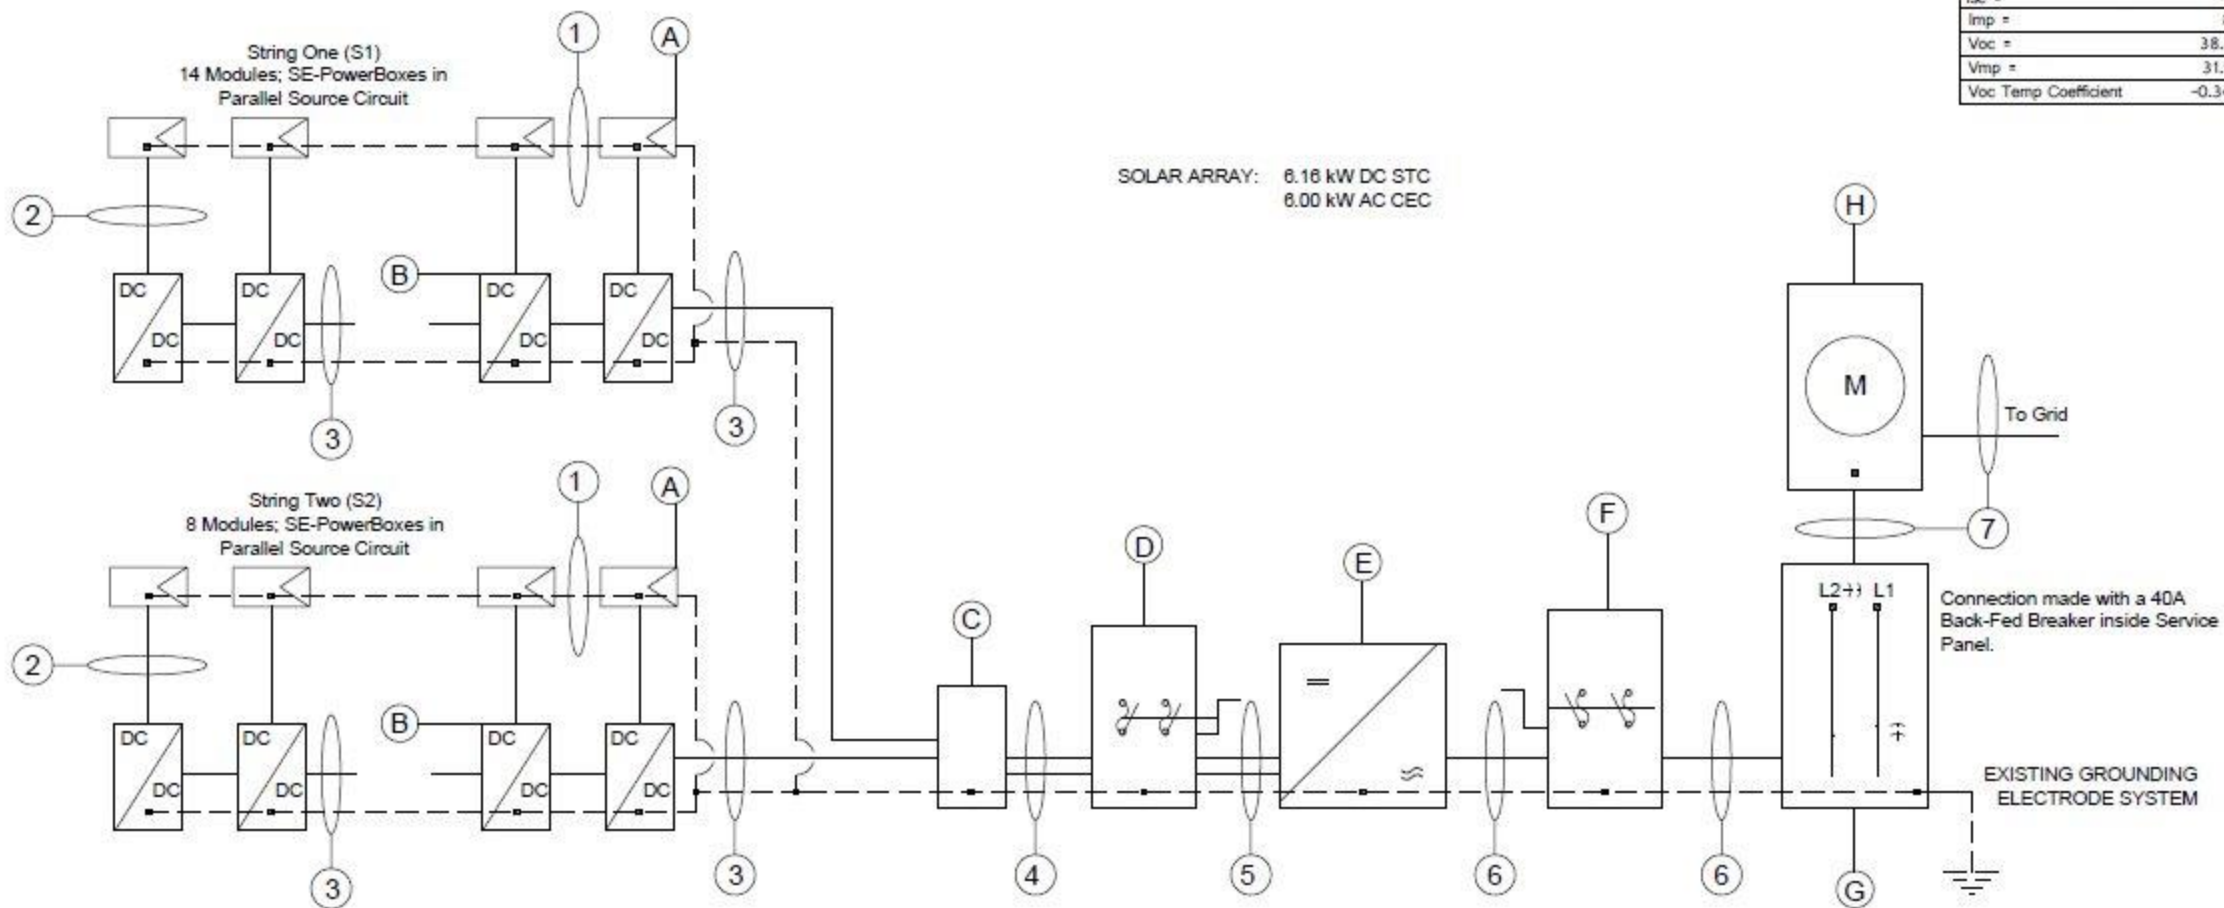 Imp =
Voc = 38.
Vmp = 31.
Voc Temp Coefficient -0.3
String One (S1)
14 Modules; SE-PowerBoxes in
Parallel Source Circuit
1
A
2
B
DC
DC
DC
DC
DC
DC
DC
DC
3
3
SOLAR ARRAY: 6.16 kW DC STC
6.00 kW AC CEC
H
M
To Grid
7
String Two (S2)
8 Modules; SE-PowerBoxes in
Parallel Source Circuit
1
A
2
B
DC
DC
DC
DC
DC
DC
DC
DC
3
3
C
D
E
F
4
5
6
6
L2 L1
G
Connection made with a 40A
Back-Fed Breaker inside Service
Panel.
EXISTING GROUNDING
ELECTRODE SYSTEM